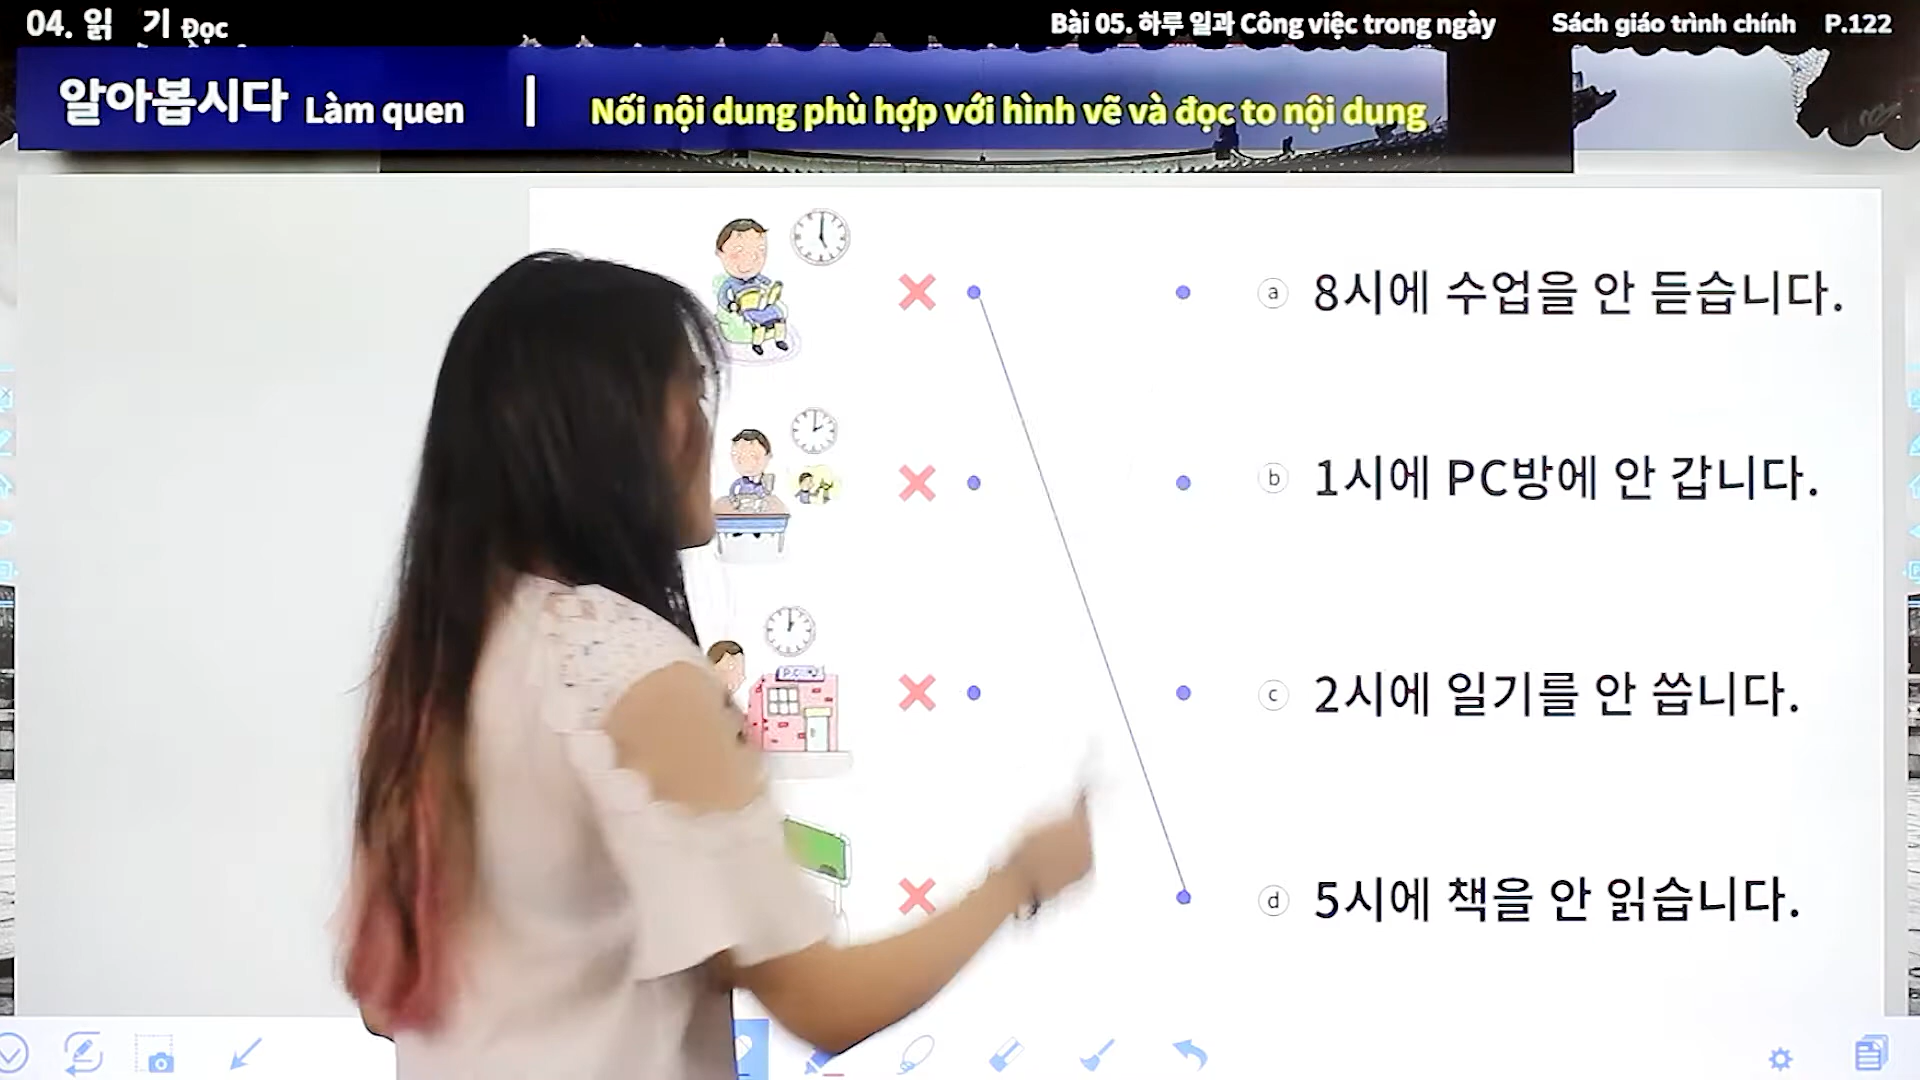 04. 읽 기 Đọc
Bài 05. 하루 일과 Công việc trong ngày
Sách giáo trình chính P.122
알아봅시다 Làm quen | Nối nội dung phù hợp với hình vẽ và đọc to nội dung
ⓐ 8시에 수업을 안 듣습니다.
ⓑ 1시에 PC방에 안 갑니다.
ⓒ 2시에 일기를 안 씁니다.
ⓓ 5시에 책을 안 읽습니다.